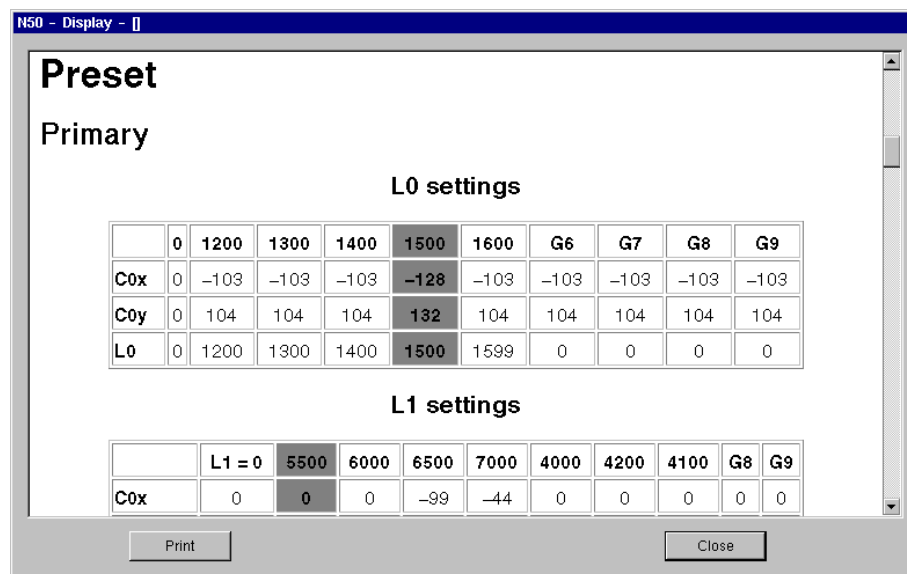 N50 – Display – []
Preset
Primary
L0 settings
0 1200 1300 1400 1500 1600 G6 G7 G8 G9
C0x 0 –103 –103 –103 –128 –103 –103 –103 –103 –103
C0y 0 104 104 104 132 104 104 104 104 104
L0 0 1200 1300 1400 1500 1599 0 0 0 0
L1 settings
L1 = 0 5500 6000 6500 7000 4000 4200 4100 G8 G9
C0x 0 0 0 –99 –44 0 0 0 0 0
Print Close